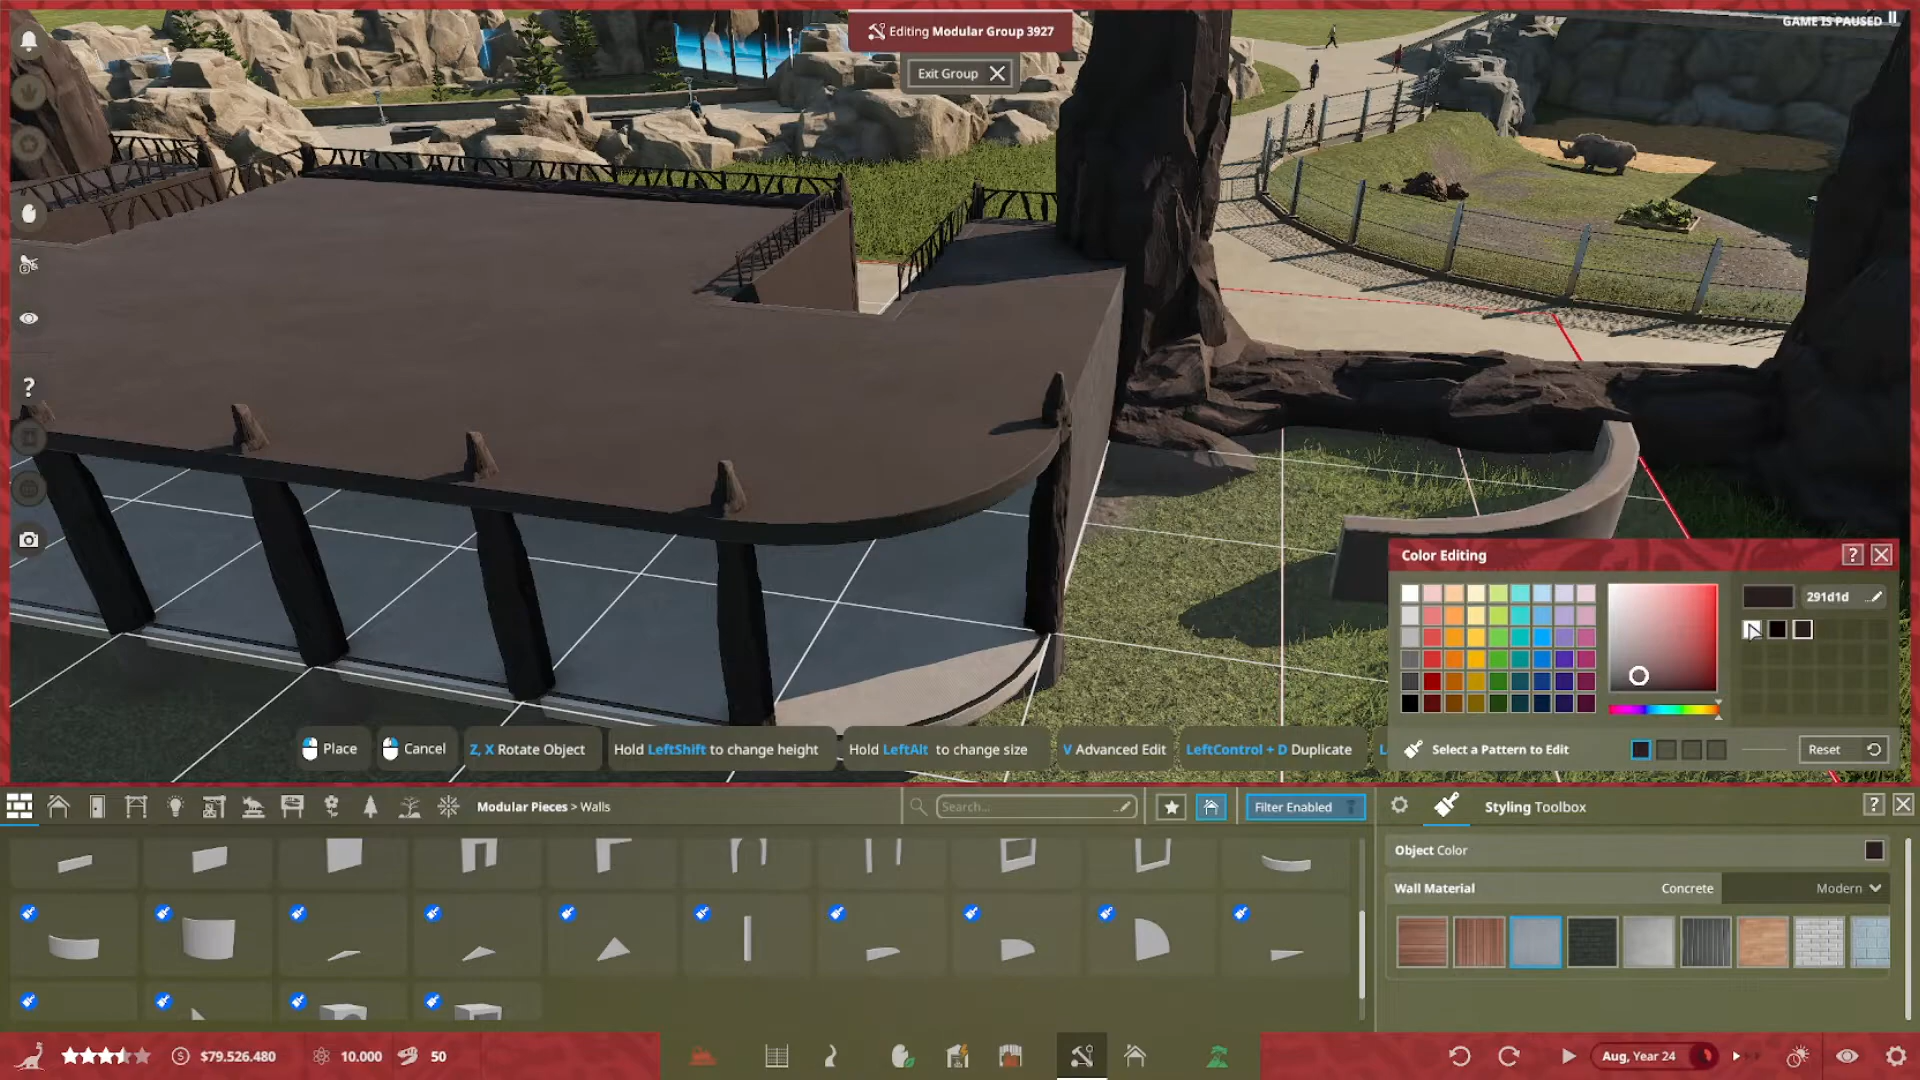 GAME IS PAUSED
Editing Modular Group 3927
Exit Group
?
Color Editing
?
291d1d
Place
Cancel
Z, X Rotate Object
Hold LeftShift to change height
Hold LeftAlt to change size
V Advanced Edit
LeftControl + D Duplicate
L
Select a Pattern to Edit
Reset
Modular Pieces > Walls
Search...
Filter Enabled
Styling Toolbox
?
Object Color
Wall Material
Concrete
Modern
$79.526.480
10.000
50
Aug, Year 24